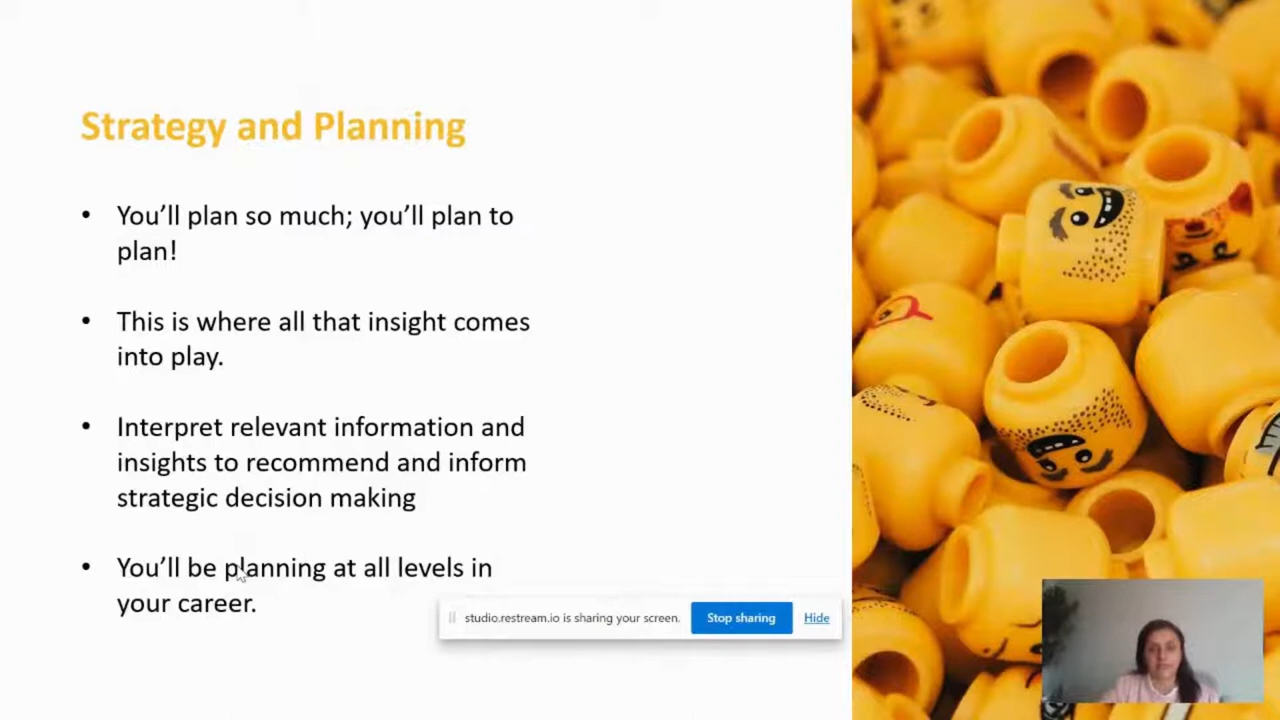 Strategy and Planning
• You’ll plan so much; you’ll plan to
plan!
• This is where all that insight comes
into play.
• Interpret relevant information and
insights to recommend and inform
strategic decision making
• You’ll be planning at all levels in
your career.
studio.restream.io is sharing your screen. Stop sharing Hide